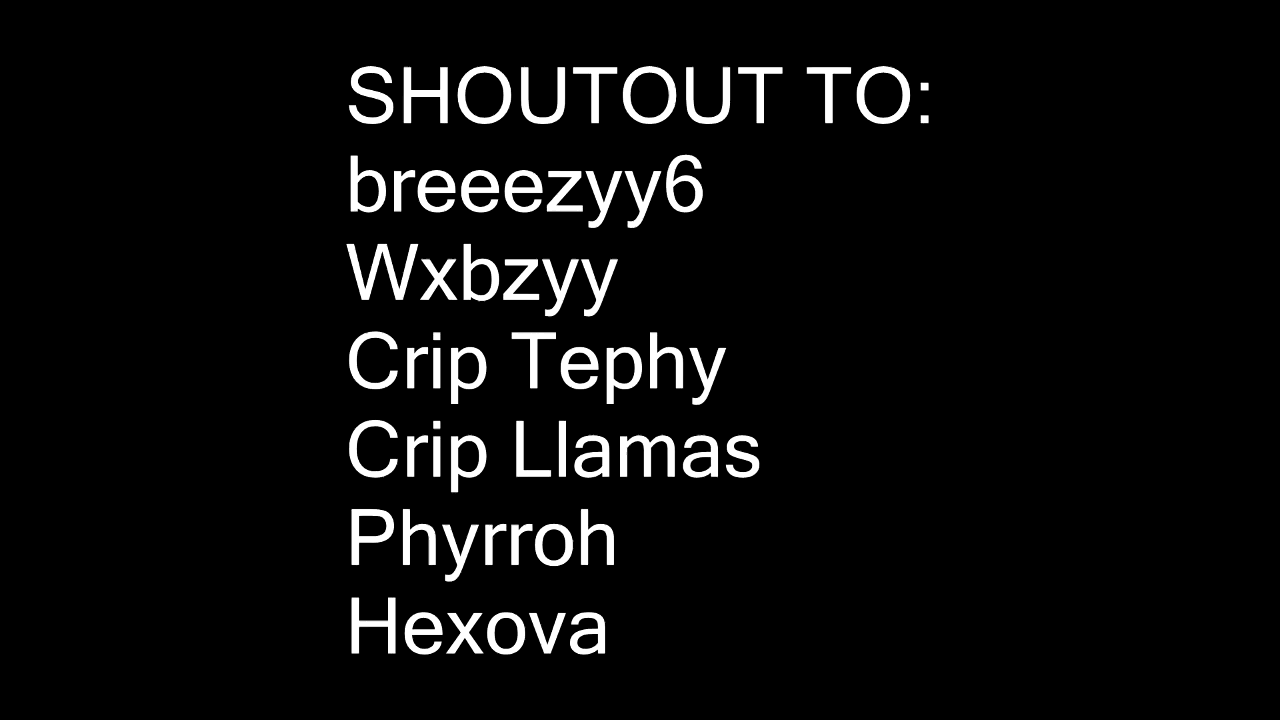 SHOUTOUT TO:
breeezyy6
Wxbzyy
Crip Tephy
Crip Llamas
Phyrroh
Hexova